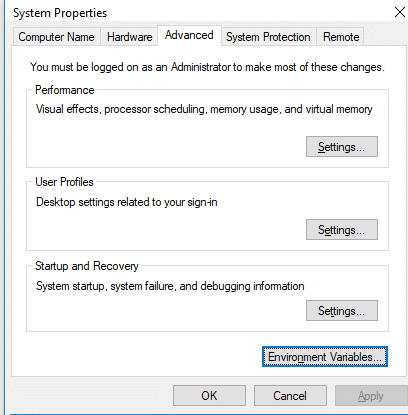 System Properties
Computer Name Hardware Advanced System Protection Remote
You must be logged on as an Administrator to make most of these changes.
Performance
Visual effects, processor scheduling, memory usage, and virtual memory
Settings...
User Profiles
Desktop settings related to your sign-in
Settings...
Startup and Recovery
System startup, system failure, and debugging information
Settings...
Environment Variables...
OK Cancel Apply